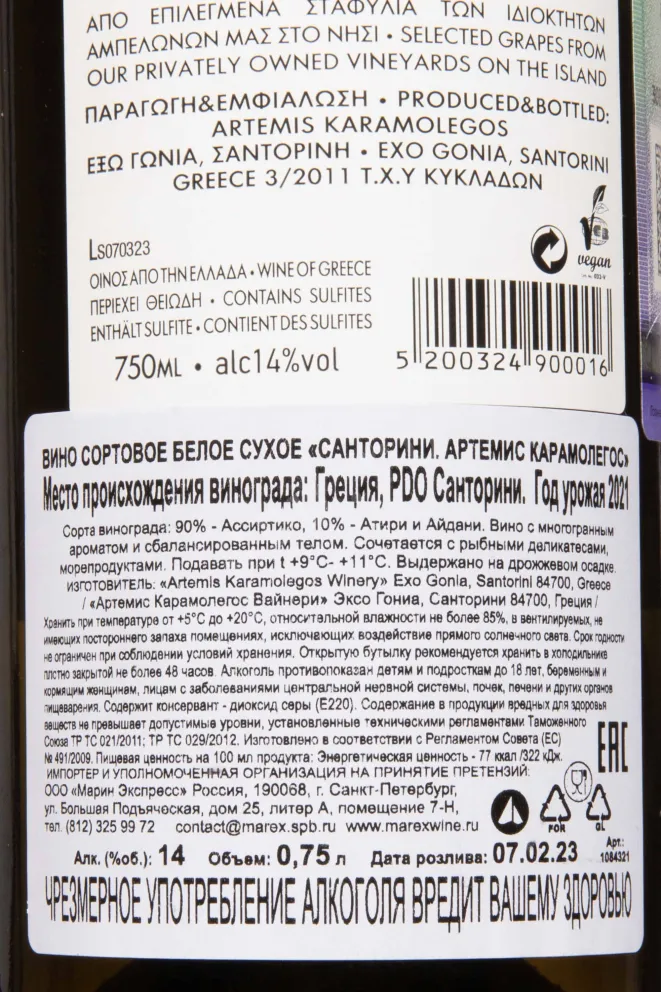 ΑΠΟ ΕΠΙΛΕΓΜΕΝΑ ΣΤΑΦΥΛΙΑ ΤΩΝ ΙΔΙΟΚΤΗΤΩΝ
ΑΜΠΕΛΩΝΩΝ ΜΑΣ ΣΤΟ ΝΗΣΙ • SELECTED GRAPES FROM
OUR PRIVATELY OWNED VINEYARDS ON THE ISLAND
ΠΑΡΑΓΩΓΗ&ΕΜΦΙΑΛΩΣΗ • PRODUCED&BOTTLED:
ARTEMIS KARAMOLEGOS
ΕΞΩ ΓΩΝΙΑ, ΣΑΝΤΟΡΙΝΗ • EXO GONIA, SANTORINI
GREECE 3/2011 Τ.Χ.Υ ΚΥΚΛΑΔΩΝ
vegan
LS070323
ΟΙΝΟΣ ΑΠΟ ΤΗΝ ΕΛΛΑΔΑ • WINE OF GREECE
ΠΕΡΙΕΧΕΙ ΘΕΙΩΔΗ • CONTAINS SULFITES
ENTHÄLT SULFITE • CONTIENT DES SULFITES
750ML • alc14%vol
5 200324 900016
ВИНО СОРТОВОЕ БЕЛОЕ СУХОЕ «САНТОРИНИ. АРТЕМИС КАРАМОЛЕГОС»
Место происхождения винограда: Греция, PDO Санторини. Год урожая 2021
Сорта винограда: 90% - Ассиртико, 10% - Атири и Айдани. Вино с многогранным
ароматом и сбалансированным телом. Сочетается с рыбными деликатесами,
морепродуктами. Подавать при t +9°C- +11°C. Выдержано на дрожжевом осадке.
ИЗГОТОВИТЕЛЬ: «Artemis Karamolegos Winery» Exo Gonia, Santorini 84700, Greece
/ «Артемис Карамолегос Вайнери» Эксо Гониа, Санторини 84700, Греция /
Хранить при температуре от +5°С до +20°С, относительной влажности не более 85%, в вентилируемых, не
имеющих постороннего запаха помещениях, исключающих воздействие прямого солнечного света. Срок годности
не ограничен при соблюдении условий хранения. Открытую бутылку рекомендуется хранить в холодильнике
плотно закрытой не более 48 часов. Алкоголь противопоказан детям и подросткам до 18 лет, беременным и
кормящим женщинам, лицам с заболеваниями центральной нервной системы, почек, печени и других органов
пищеварения. Содержит консервант - диоксид серы (Е220). Содержание в продукции вредных для здоровья
веществ не превышает допустимые уровни, установленные техническими регламентами Таможенного
Союза ТР ТС 021/2011; ТР ТС 029/2012. Изготовлено в соответствии с Регламентом Совета (ЕС)
№ 491/2009. Пищевая ценность на 100 мл продукта: Энергетическая ценность - 77 ккал /322 кДж.
EAC
ИМПОРТЕР И УПОЛНОМОЧЕННАЯ ОРГАНИЗАЦИЯ НА ПРИНЯТИЕ ПРЕТЕНЗИЙ:
ООО «Марин Экспресс» Россия, 190068, г. Санкт-Петербург,
ул. Большая Подъяческая, дом 25, литер А, помещение 7-Н,
тел. (812) 325 99 72 contact@marex.spb.ru www.marexwine.ru
FOR GL
Алк. (%об.): 14 Объем: 0,75 л Дата розлива: 07.02.23 Арт.:
1084321
ЧРЕЗМЕРНОЕ УПОТРЕБЛЕНИЕ АЛКОГОЛЯ ВРЕДИТ ВАШЕМУ ЗДОРОВЬЮ